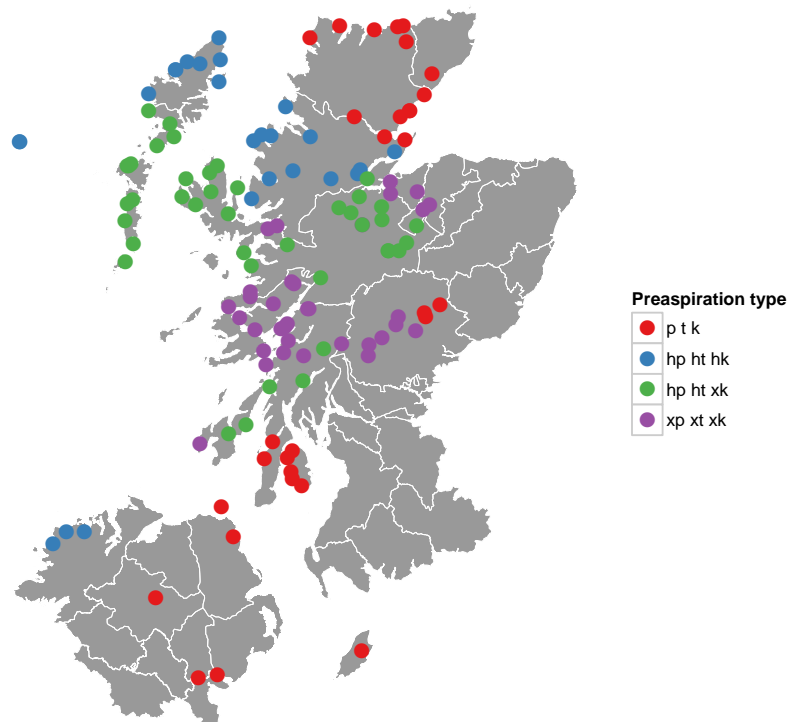 Preaspiration type
p t k
hp ht hk
hp ht xk
xp xt xk